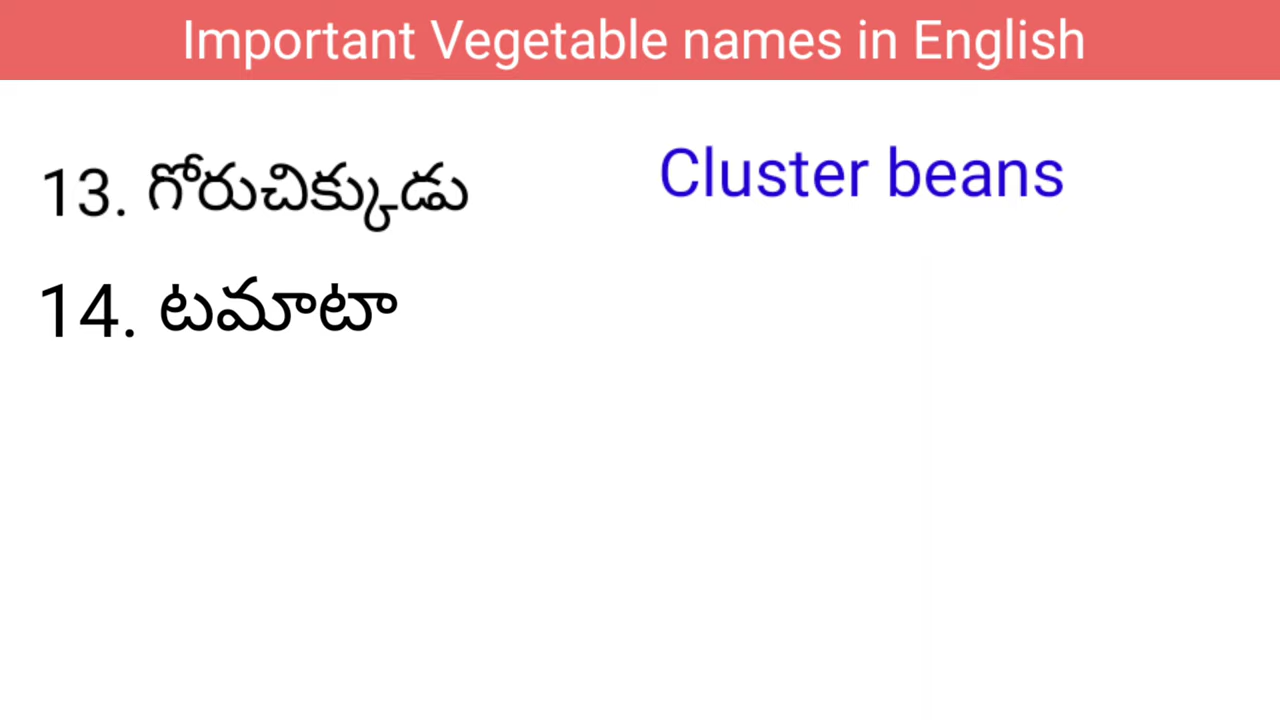 Important Vegetable names in English
13. గోరుచిక్కుడు Cluster beans
14. టమాటా